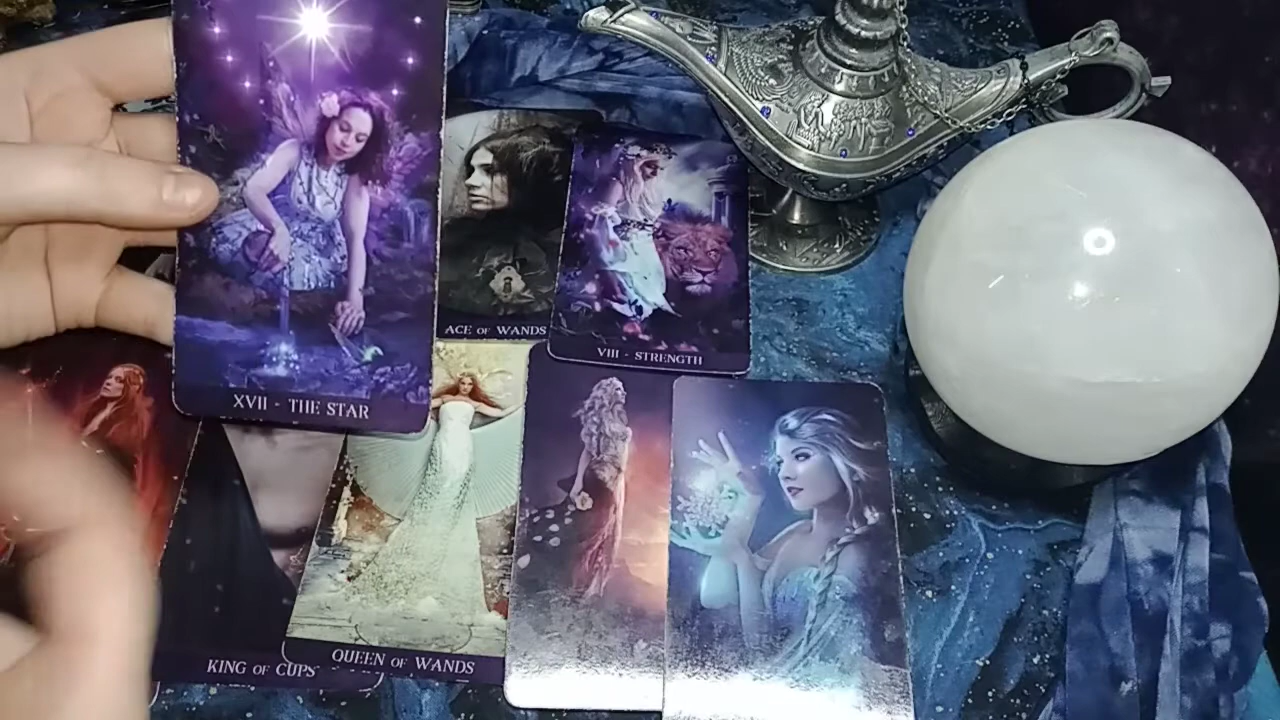 XVII - THE STAR
ACE OF WANDS
VIII - STRENGTH
KING OF CUPS
QUEEN OF WANDS